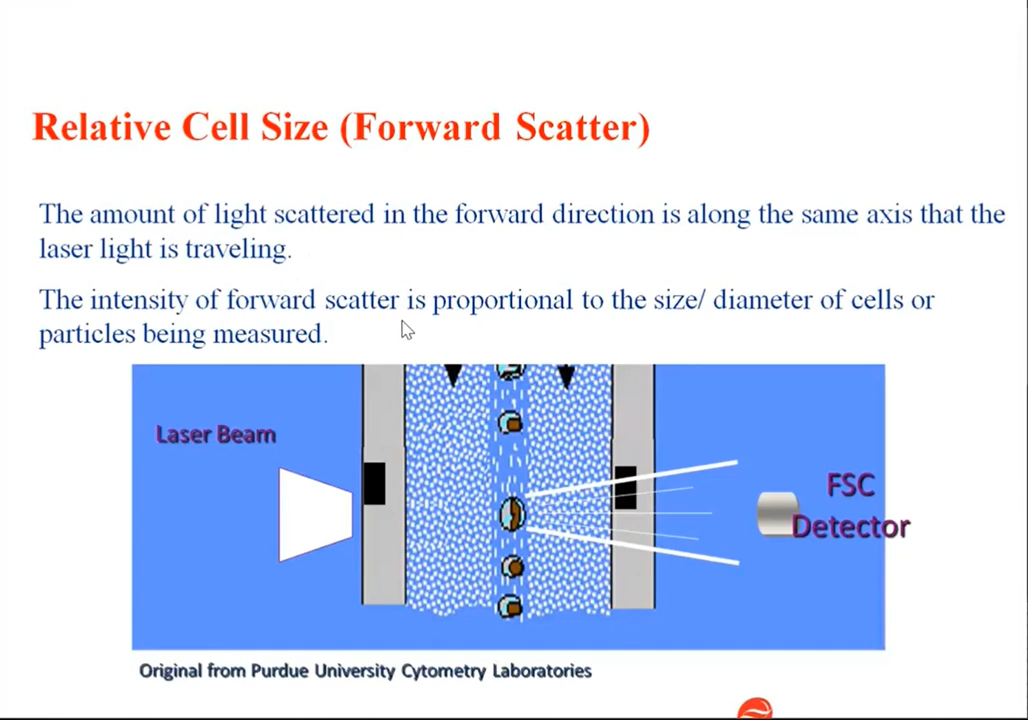 Relative Cell Size (Forward Scatter)
The amount of light scattered in the forward direction is along the same axis that the
laser light is traveling.
The intensity of forward scatter is proportional to the size/ diameter of cells or
particles being measured.
Laser Beam
FSC
Detector
Original from Purdue University Cytometry Laboratories